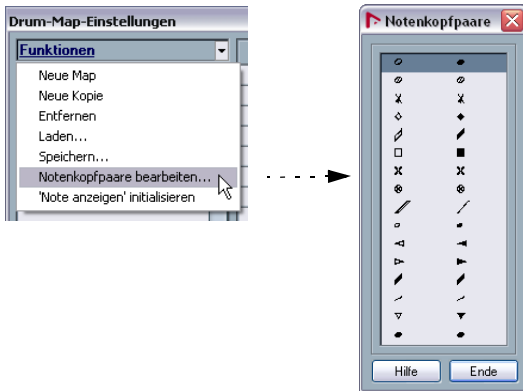 Drum-Map-Einstellungen
Funktionen
Neue Map
Neue Kopie
Entfernen
Laden...
Speichern...
Notenkopfpaare bearbeiten...
'Note anzeigen' initialisieren
Notenkopfpaare
Hilfe
Ende